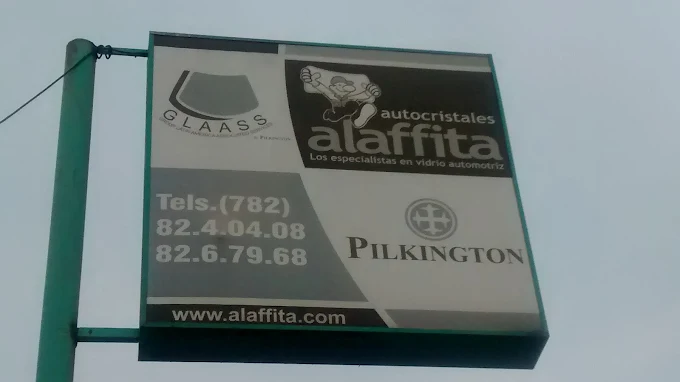 GLAASS
autocristales
alaffita
Los especialistas en vidrio automotriz
Tels.(782)
82.4.04.08
82.6.79.68
PILKINGTON
www.alaffita.com